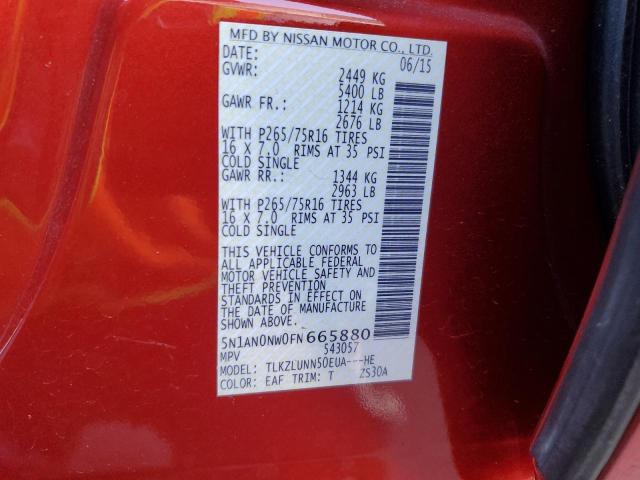 MFD BY NISSAN MOTOR CO., LTD.
DATE: 06/15
GVWR: 2449 KG
5400 LB
GAWR FR.: 1214 KG
2676 LB
WITH P265/75R16 TIRES
16 X 7.0 RIMS AT 35 PSI
COLD SINGLE
GAWR RR.: 1344 KG
2963 LB
WITH P265/75R16 TIRES
16 X 7.0 RIMS AT 35 PSI
COLD SINGLE
THIS VEHICLE CONFORMS TO
ALL APPLICABLE FEDERAL
MOTOR VEHICLE SAFETY AND
THEFT PREVENTION
STANDARDS IN EFFECT ON
THE DATE OF MANUFACTURE
SHOWN ABOVE.
5N1AN0NW0FN665880
MPV 543057
MODEL: TLKZLUNN50EUA---HE
COLOR: EAF TRIM: T ZS30A